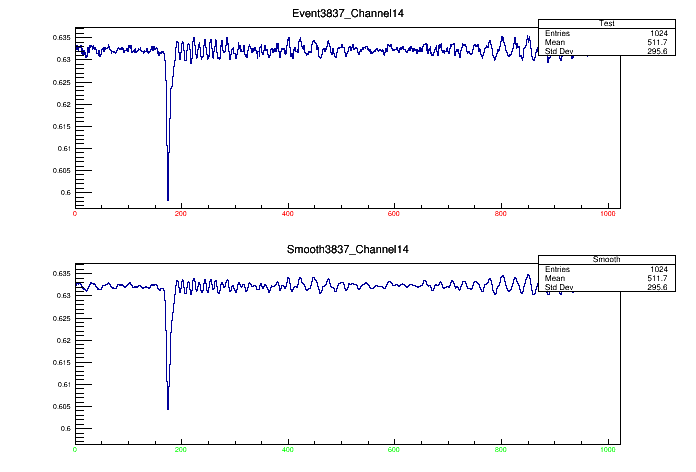 Event3837_Channel14
Test
Entries 1024
Mean 511.7
Std Dev 295.6
0.635
0.63
0.625
0.62
0.615
0.61
0.605
0.6
0 200 400 600 800 1000
Smooth3837_Channel14
Smooth
Entries 1024
Mean 511.7
Std Dev 295.6
0.635
0.63
0.625
0.62
0.615
0.61
0.605
0.6
0 200 400 600 800 1000